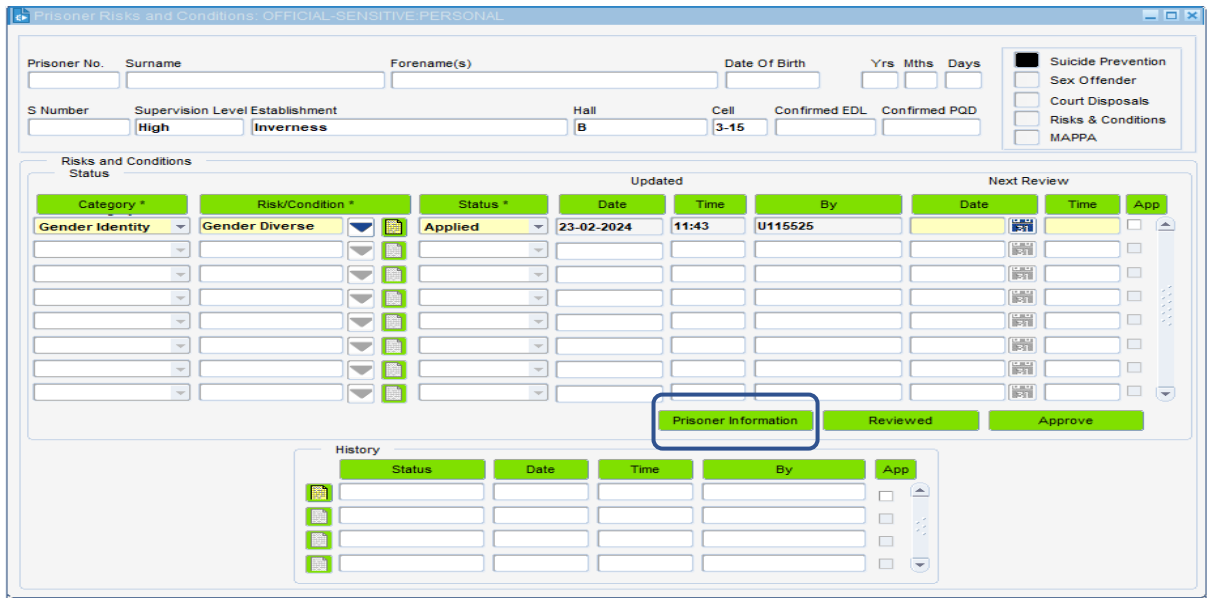 Prisoner Risks and Conditions: OFFICIAL-SENSITIVE:PERSONAL
Prisoner No. Surname Forename(s) Date Of Birth Yrs Mths Days
Suicide Prevention
Sex Offender
Court Disposals
Risks & Conditions
MAPPA
S Number Supervision Level Establishment Hall Cell Confirmed EDL Confirmed PQD
High Inverness B 3-15
Risks and Conditions
Status
Updated Next Review
Category * Risk/Condition * Status * Date Time By Date Time App
Gender Identity Gender Diverse Applied 23-02-2024 11:43 U115525
Prisoner Information Reviewed Approve
History
Status Date Time By App